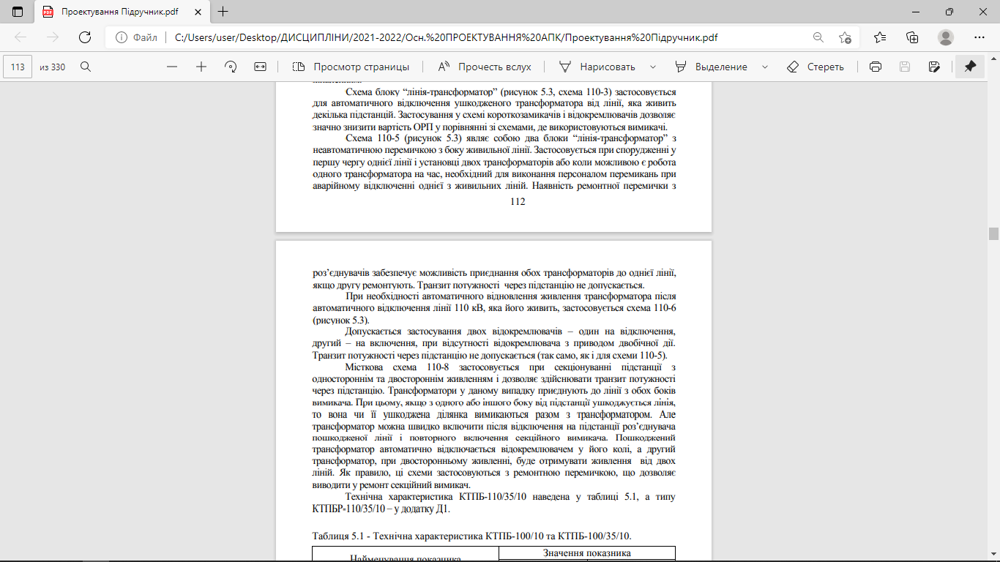 Проектування Підручник.pdf
Файл
C:/Users/user/Desktop/ДИСЦИПЛІНИ/2021-2022/Осн.%20ПРОЕКТУВАННЯ%20АПК/Проектування%20Підручник.pdf
113 из 330
Просмотр страницы
Прочесть вслух
Нарисовать
Выделение
Стереть
Схема блоку “лінія-трансформатор” (рисунок 5.3, схема 110-3) застосовується
для автоматичного відключення ушкодженого трансформатора від лінії, яка живить
декілька підстанцій. Застосування у схемі короткозамикачів і відокремлювачів дозволяє
значно знизити вартість ОРП у порівнянні зі схемами, де використовуються вимикачі.
Схема 110-5 (рисунок 5.3) являє собою два блоки “лінія-трансформатор” з
неавтоматичною перемичкою з боку живильної лінії. Застосовується при спорудженні у
першу чергу однієї лінії і установці двох трансформаторів або коли можливою є робота
одного трансформатора на час, необхідний для виконання персоналом перемикань при
аварійному відключенні однієї з живильних ліній. Наявність ремонтної перемички з
112
роз’єднувачів забезпечує можливість приєднання обох трансформаторів до однієї лінії,
якщо другу ремонтують. Транзит потужності через підстанцію не допускається.
При необхідності автоматичного відновлення живлення трансформатора після
автоматичного відключення лінії 110 кВ, яка його живить, застосовується схема 110-6
(рисунок 5.3).
Допускається застосування двох відокремлювачів – один на відключення,
другий – на включення, при відсутності відокремлювача з приводом двобічної дії.
Транзит потужності через підстанцію не допускається (так само, як і для схеми 110-5).
Місткова схема 110-8 застосовується при секціонуванні підстанції з
одностороннім та двостороннім живленням і дозволяє здійснювати транзит потужності
через підстанцію. Трансформатори у даному випадку приєднують до лінії з обох боків
вимикача. При цьому, якщо з одного або іншого боку від підстанції ушкоджується лінія,
то вона чи її ушкоджена ділянка вимикаються разом з трансформатором. Але
трансформатор можна швидко включити після відключення на підстанції роз’єднувача
пошкодженої лінії і повторного включення секційного вимикача. Пошкоджений
трансформатор автоматично відключається відокремлювачем у його колі, а другий
трансформатор, при двосторонньому живленні, буде отримувати живлення від двох
ліній. Як правило, ці схеми застосовуються з ремонтною перемичкою, що дозволяє
виводити у ремонт секційний вимикач.
Технічна характеристика КТПБ-110/35/10 наведена у таблиці 5.1, а типу
КТПБР-110/35/10 – у додатку Д1.
Таблиця 5.1 - Технічна характеристика КТПБ-100/10 та КТПБ-100/35/10.
Значення показника
Найменування показника